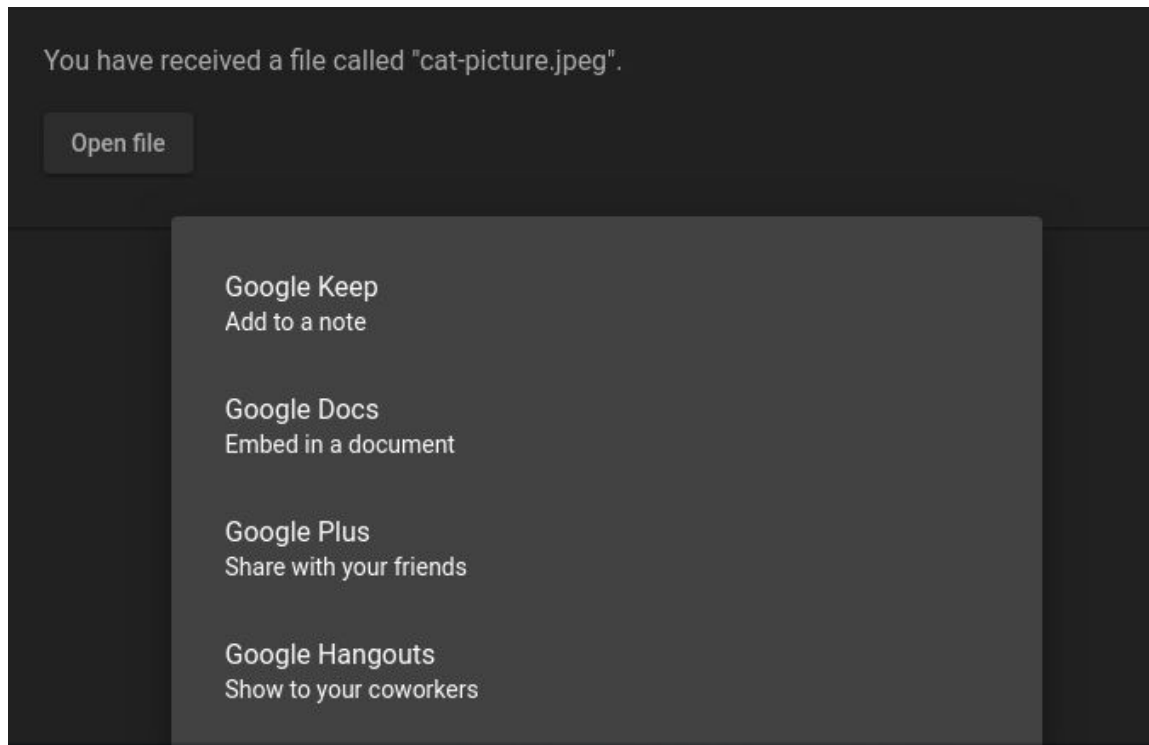 You have received a file called "cat-picture.jpeg".
Open file
Google Keep
Add to a note
Google Docs
Embed in a document
Google Plus
Share with your friends
Google Hangouts
Show to your coworkers